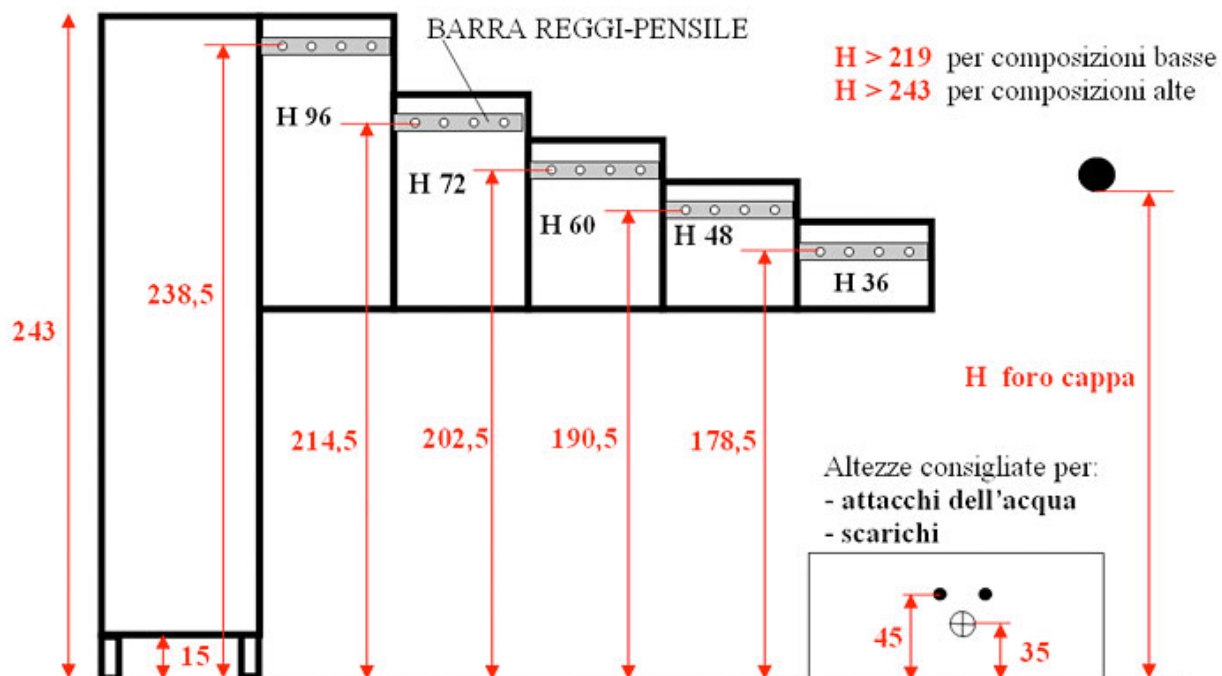 BARRA REGGI-PENSILE
H > 219 per composizioni basse
H > 243 per composizioni alte
H 96
H 72
H 60
H 48
H 36
238,5
243
214,5
202,5
190,5
178,5
H foro cappa
Altezze consigliate per:
- attacchi dell'acqua
- scarichi
15
45
35